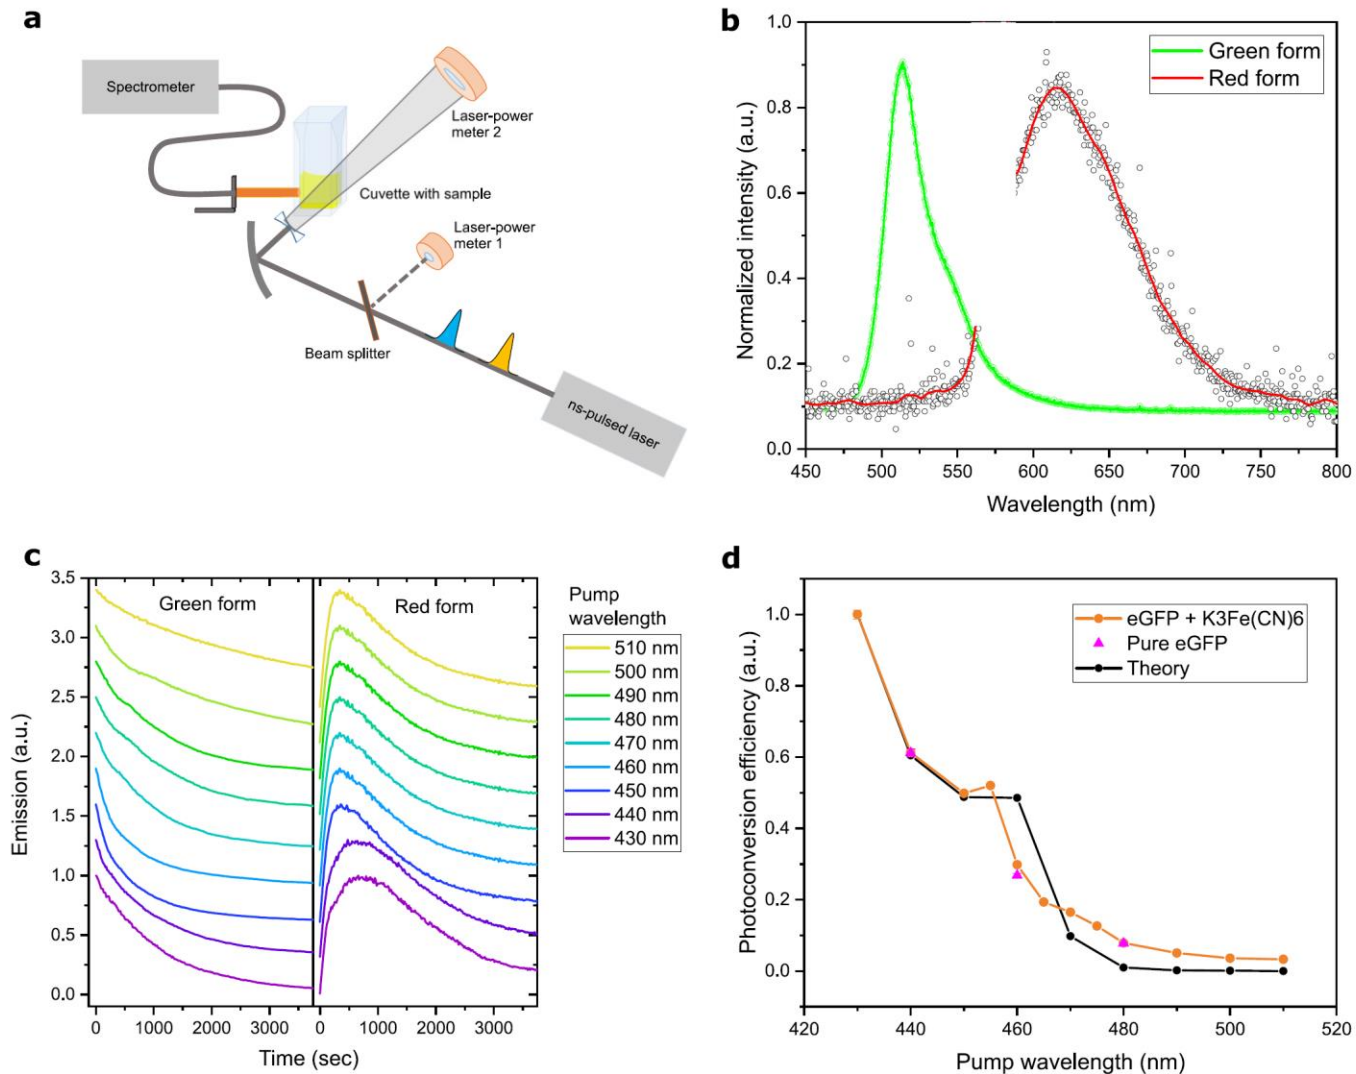 a
Spectrometer
Laser-power
meter 2
Cuvette with sample
Laser-power
meter 1
Beam splitter
ns-pulsed laser
b
Normalized intensity (a.u.)
1.0
0.8
0.6
0.4
0.2
0.0
Green form
Red form
450 500 550 600 650 700 750 800
Wavelength (nm)
c
Emission (a.u.)
3.5
3.0
2.5
2.0
1.5
1.0
0.5
0.0
Green form
Red form
0 1000 2000 3000 0 1000 2000 3000
Time (sec)
Pump
wavelength
510 nm
500 nm
490 nm
480 nm
470 nm
460 nm
450 nm
440 nm
430 nm
d
Photoconversion efficiency (a.u.)
1.0
0.8
0.6
0.4
0.2
0.0
eGFP + K3Fe(CN)6
Pure eGFP
Theory
420 440 460 480 500 520
Pump wavelength (nm)